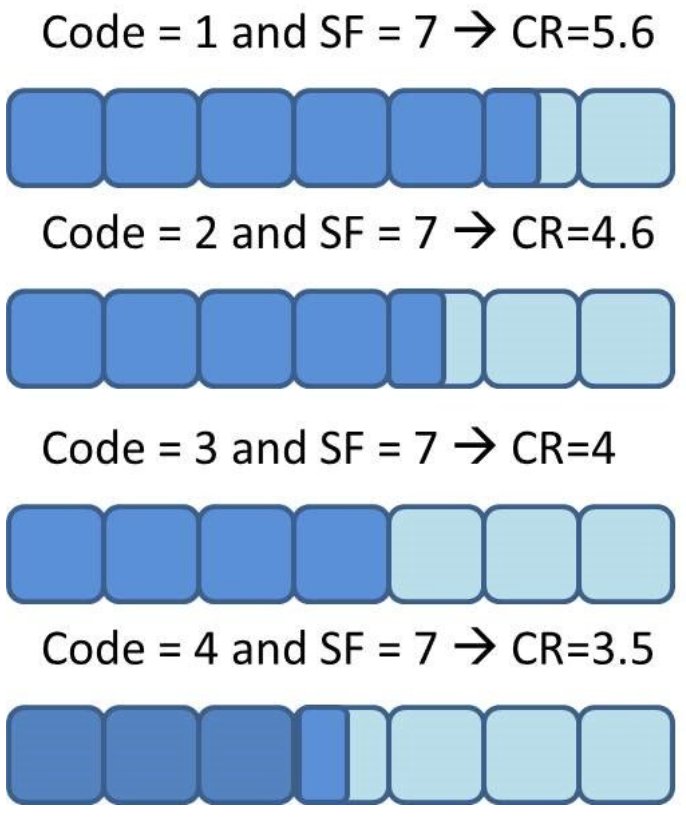 Code = 1 and SF = 7 → CR=5.6
Code = 2 and SF = 7 → CR=4.6
Code = 3 and SF = 7 → CR=4
Code = 4 and SF = 7 → CR=3.5